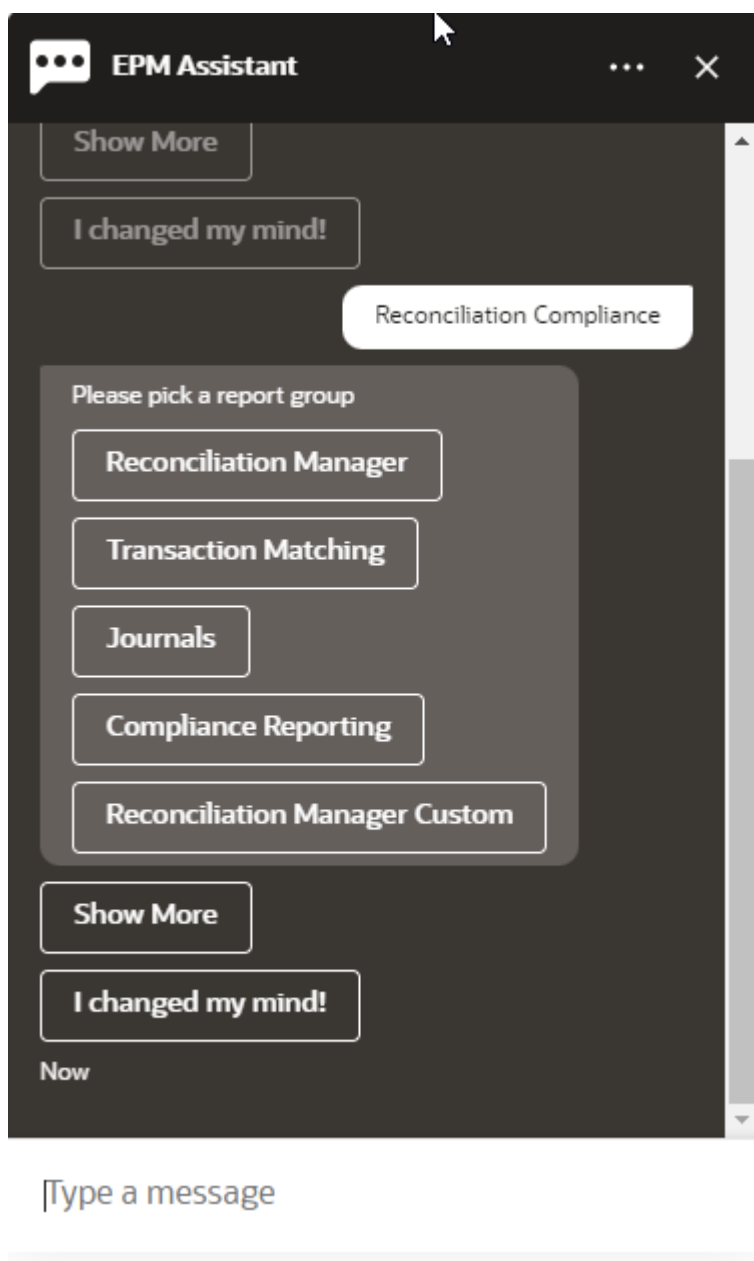 EPM Assistant
Show More
I changed my mind!
Reconciliation Compliance
Please pick a report group
Reconciliation Manager
Transaction Matching
Journals
Compliance Reporting
Reconciliation Manager Custom
Show More
I changed my mind!
Now
Type a message